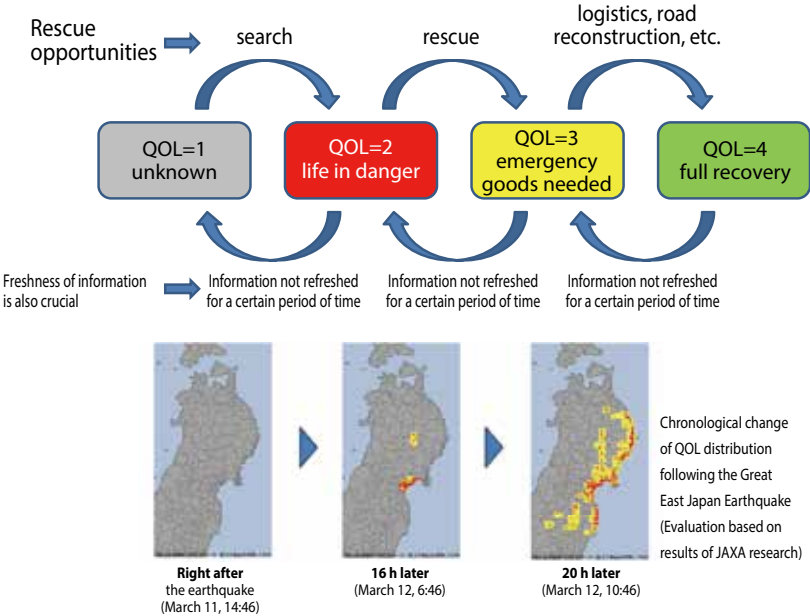 Rescue
opportunities
search
rescue
logistics, road
reconstruction, etc.
QOL=1
unknown
QOL=2
life in danger
QOL=3
emergency
goods needed
QOL=4
full recovery
Freshness of information
is also crucial
Information not refreshed
for a certain period of time
Information not refreshed
for a certain period of time
Information not refreshed
for a certain period of time
Chronological change
of QOL distribution
following the Great
East Japan Earthquake
(Evaluation based on
results of JAXA research)
Right after
the earthquake
(March 11, 14:46)
16 h later
(March 12, 6:46)
20 h later
(March 12, 10:46)